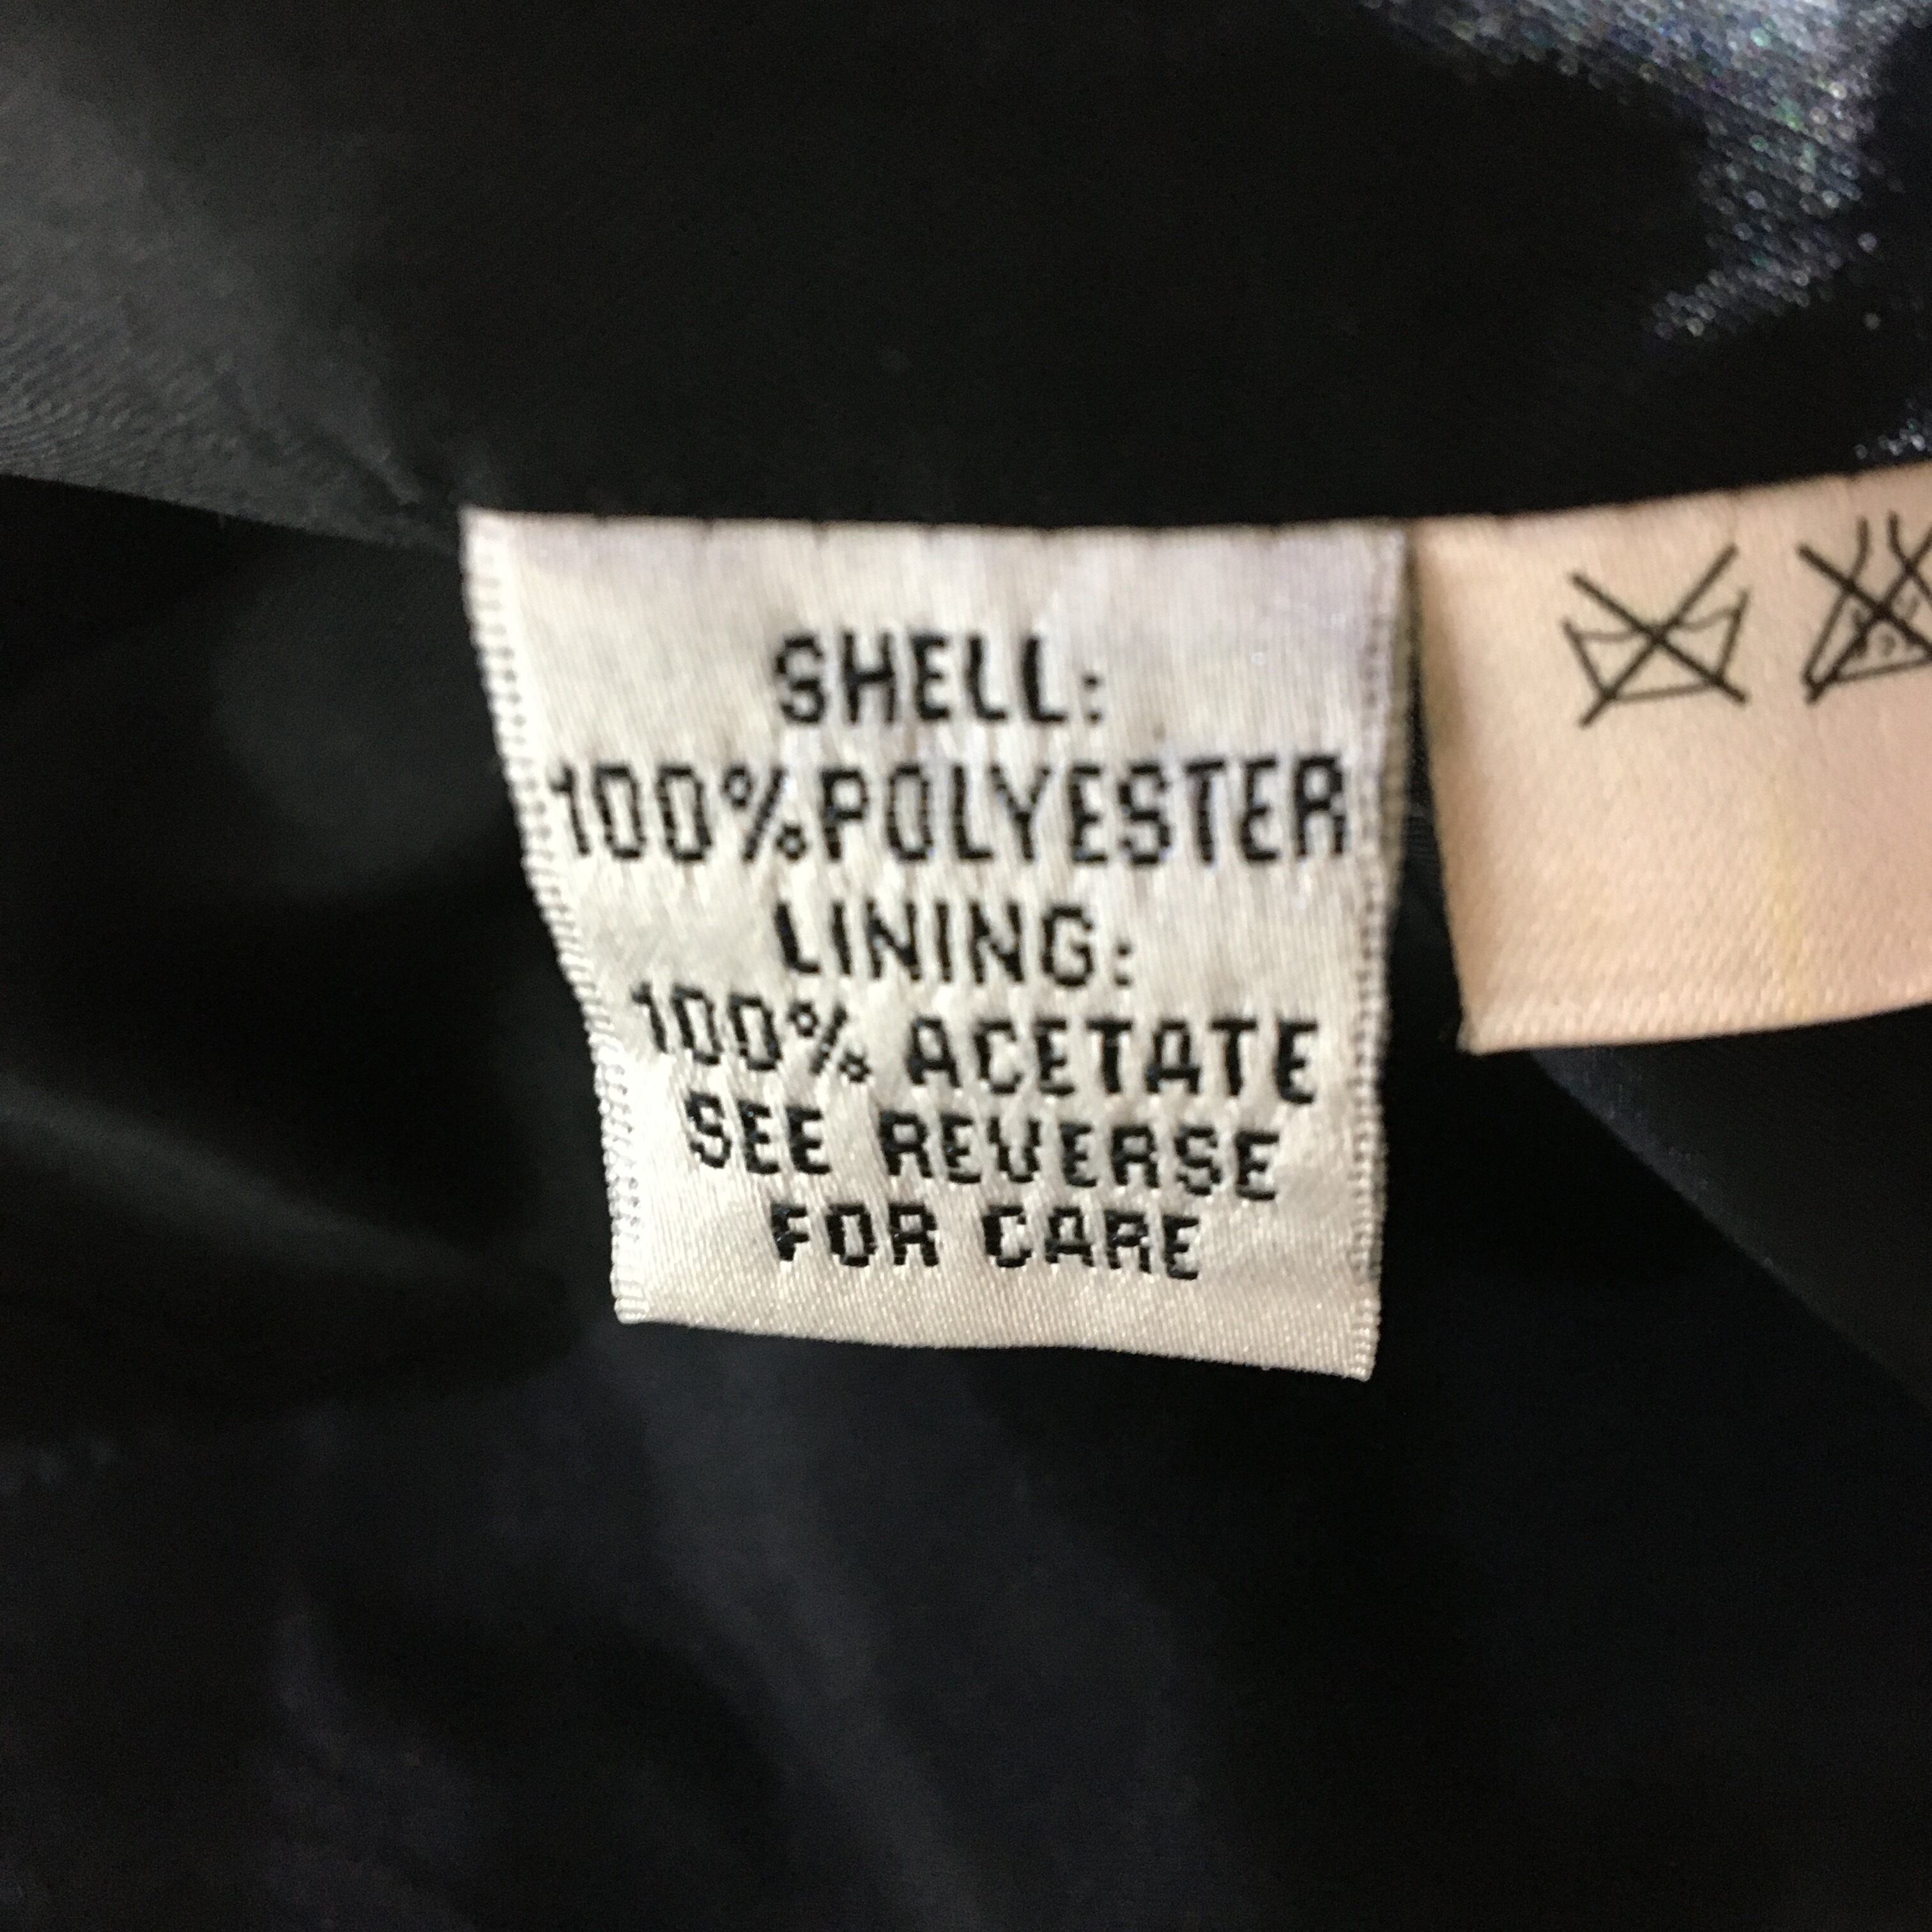 SHELL:
100%POLYESTER
LINING:
100% ACETATE
SEE REVERSE
FOR CARE